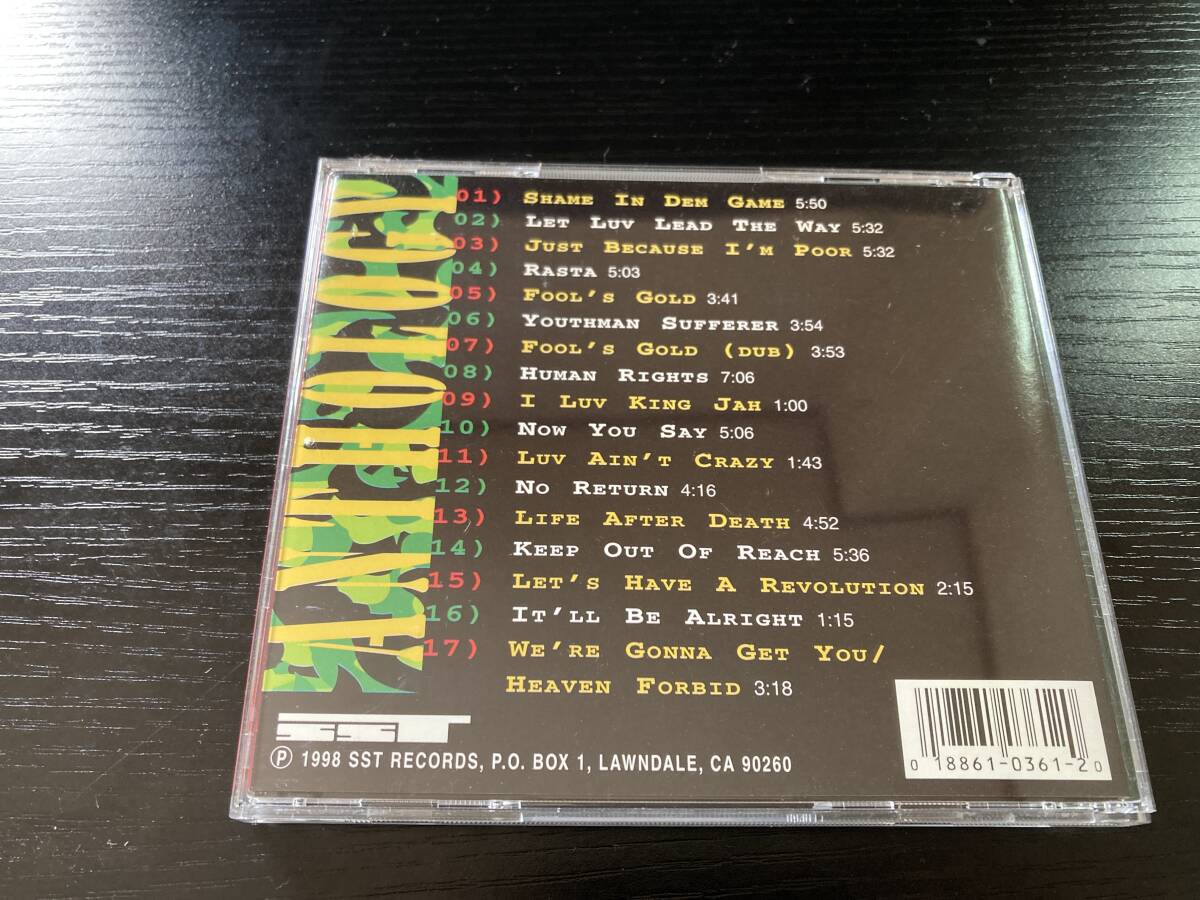 01) SHAME IN DEM GAME 5:50
02) LET LUV LEAD THE WAY 5:32
03) JUST BECAUSE I'M POOR 5:32
04) RASTA 5:03
05) FOOL'S GOLD 3:41
06) YOUTHMAN SUFFERER 3:54
07) FOOL'S GOLD (DUB) 3:53
08) HUMAN RIGHTS 7:06
09) I LUV KING JAH 1:00
10) NOW YOU SAY 5:06
11) LUV AIN'T CRAZY 1:43
12) NO RETURN 4:16
13) LIFE AFTER DEATH 4:52
14) KEEP OUT OF REACH 5:36
15) LET'S HAVE A REVOLUTION 2:15
16) IT'LL BE ALRIGHT 1:15
17) WE'RE GONNA GET YOU/
HEAVEN FORBID 3:18
SST
Ⓟ 1998 SST RECORDS, P.O. BOX 1, LAWNDALE, CA 90260
0 18861-0361-2 0